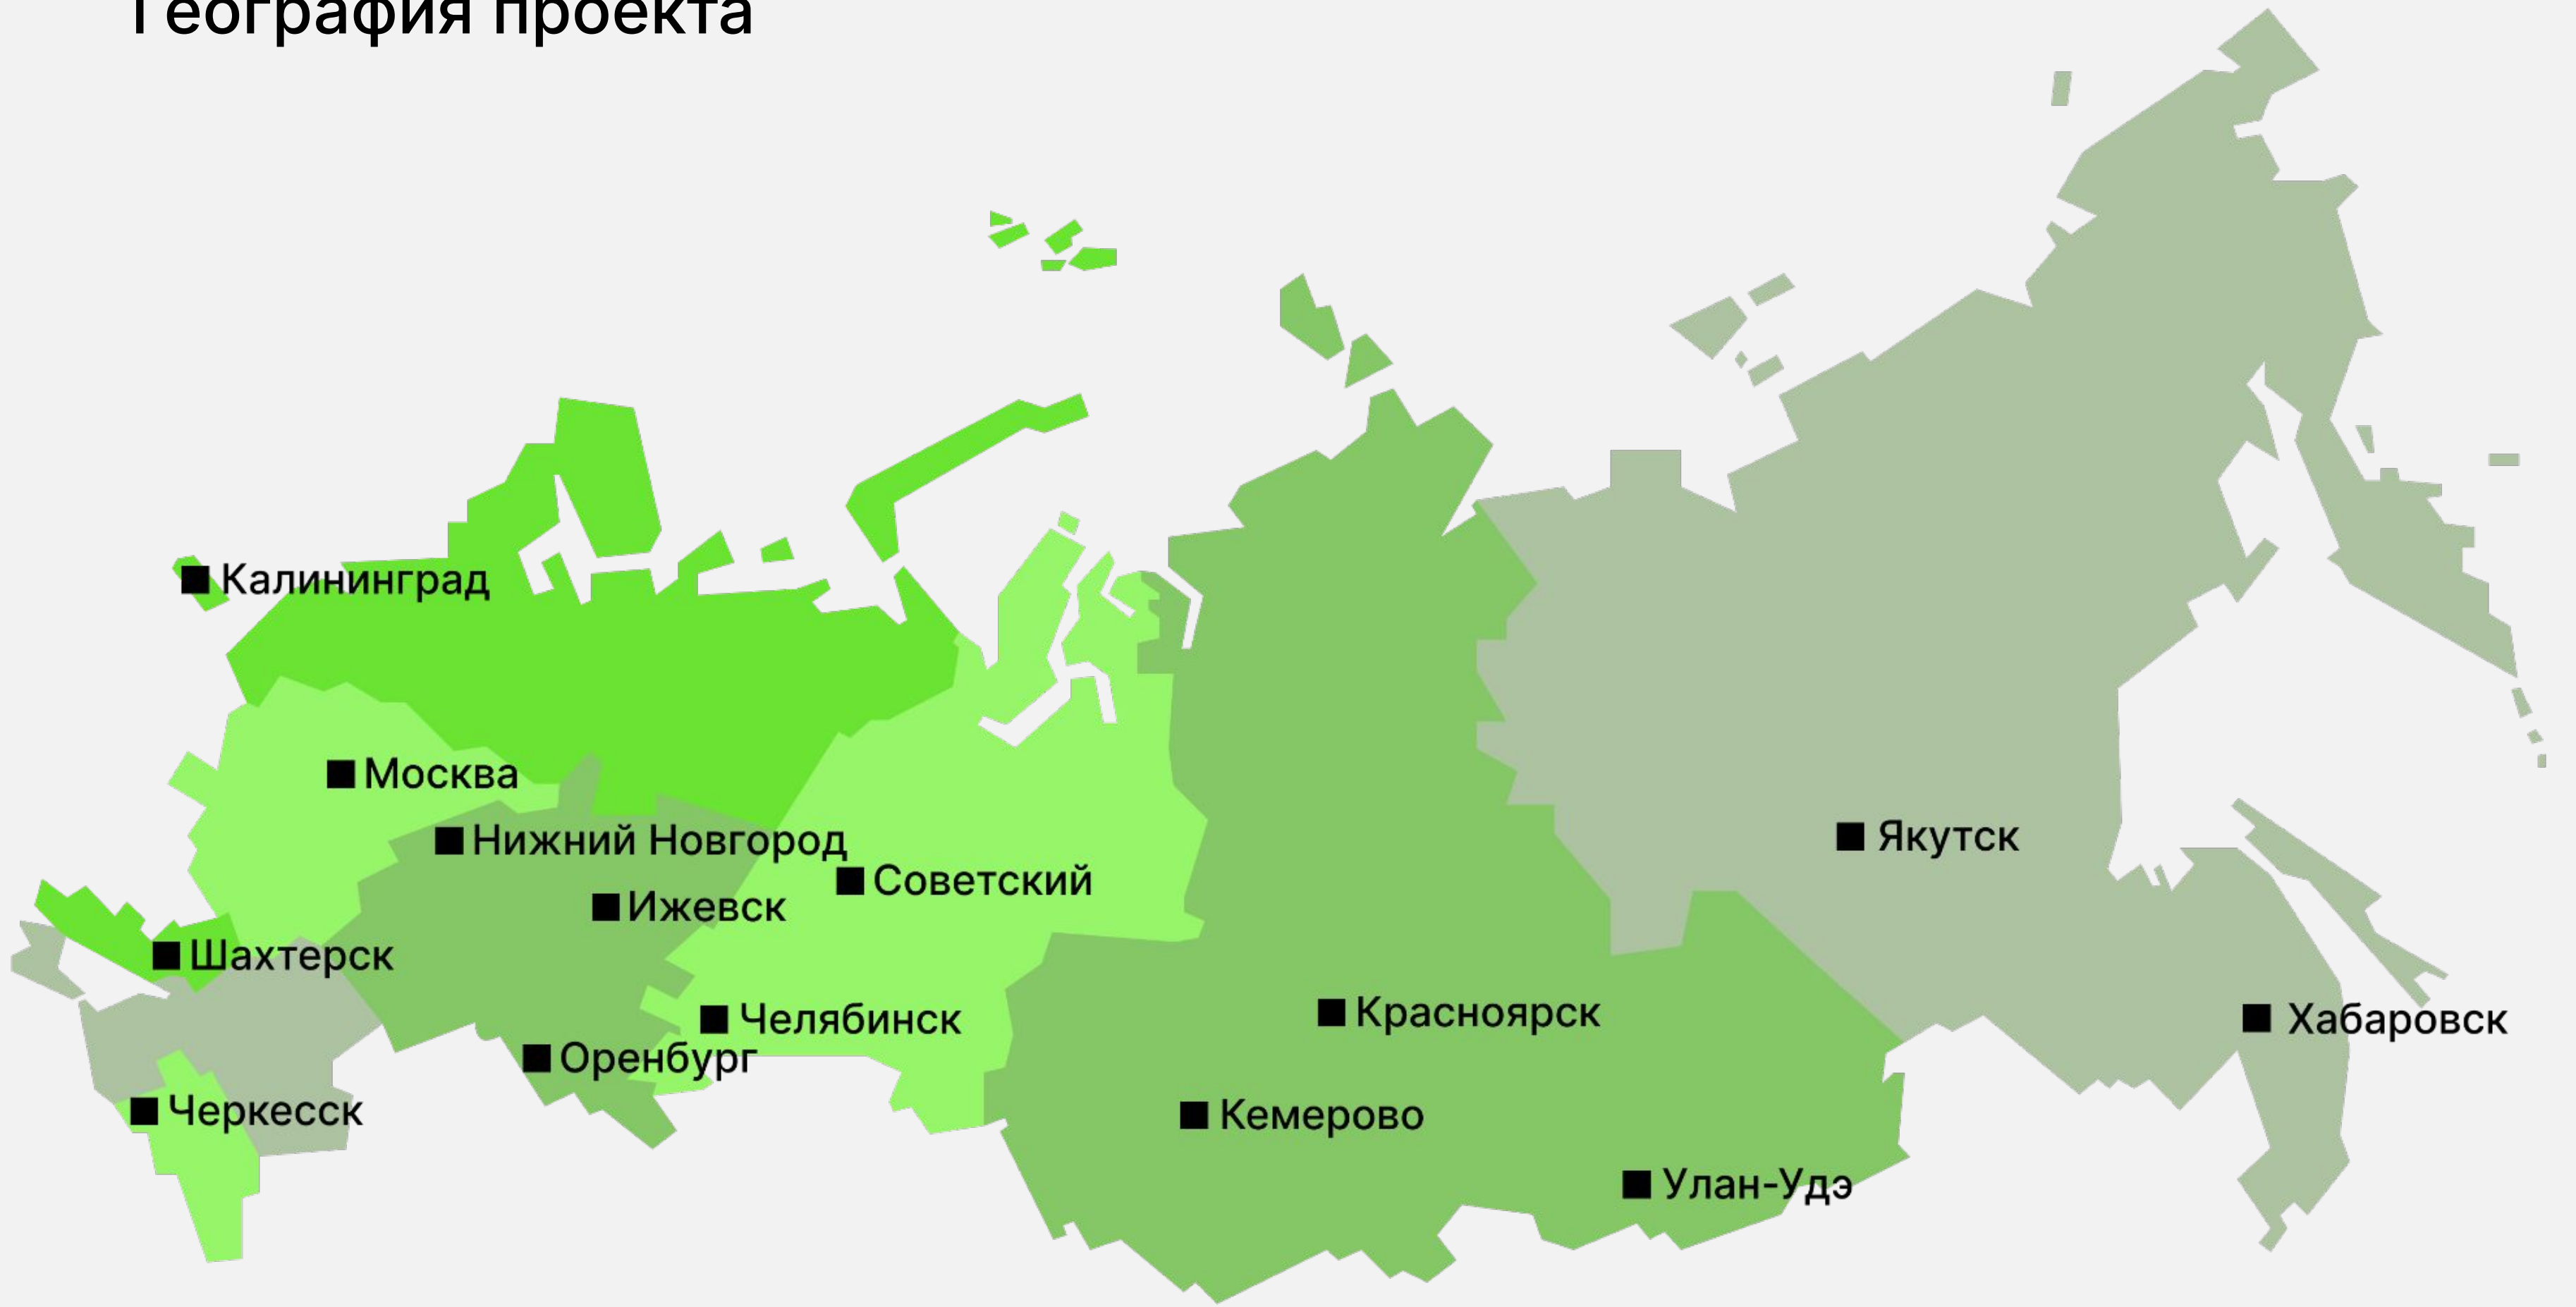 География проекта
Калининград
Москва
Нижний Новгород
Якутск
Советский
Ижевск
Шахтерск
Красноярск
Челябинск
Хабаровск
Оренбург
Черкесск
Кемерово
Улан-Удэ